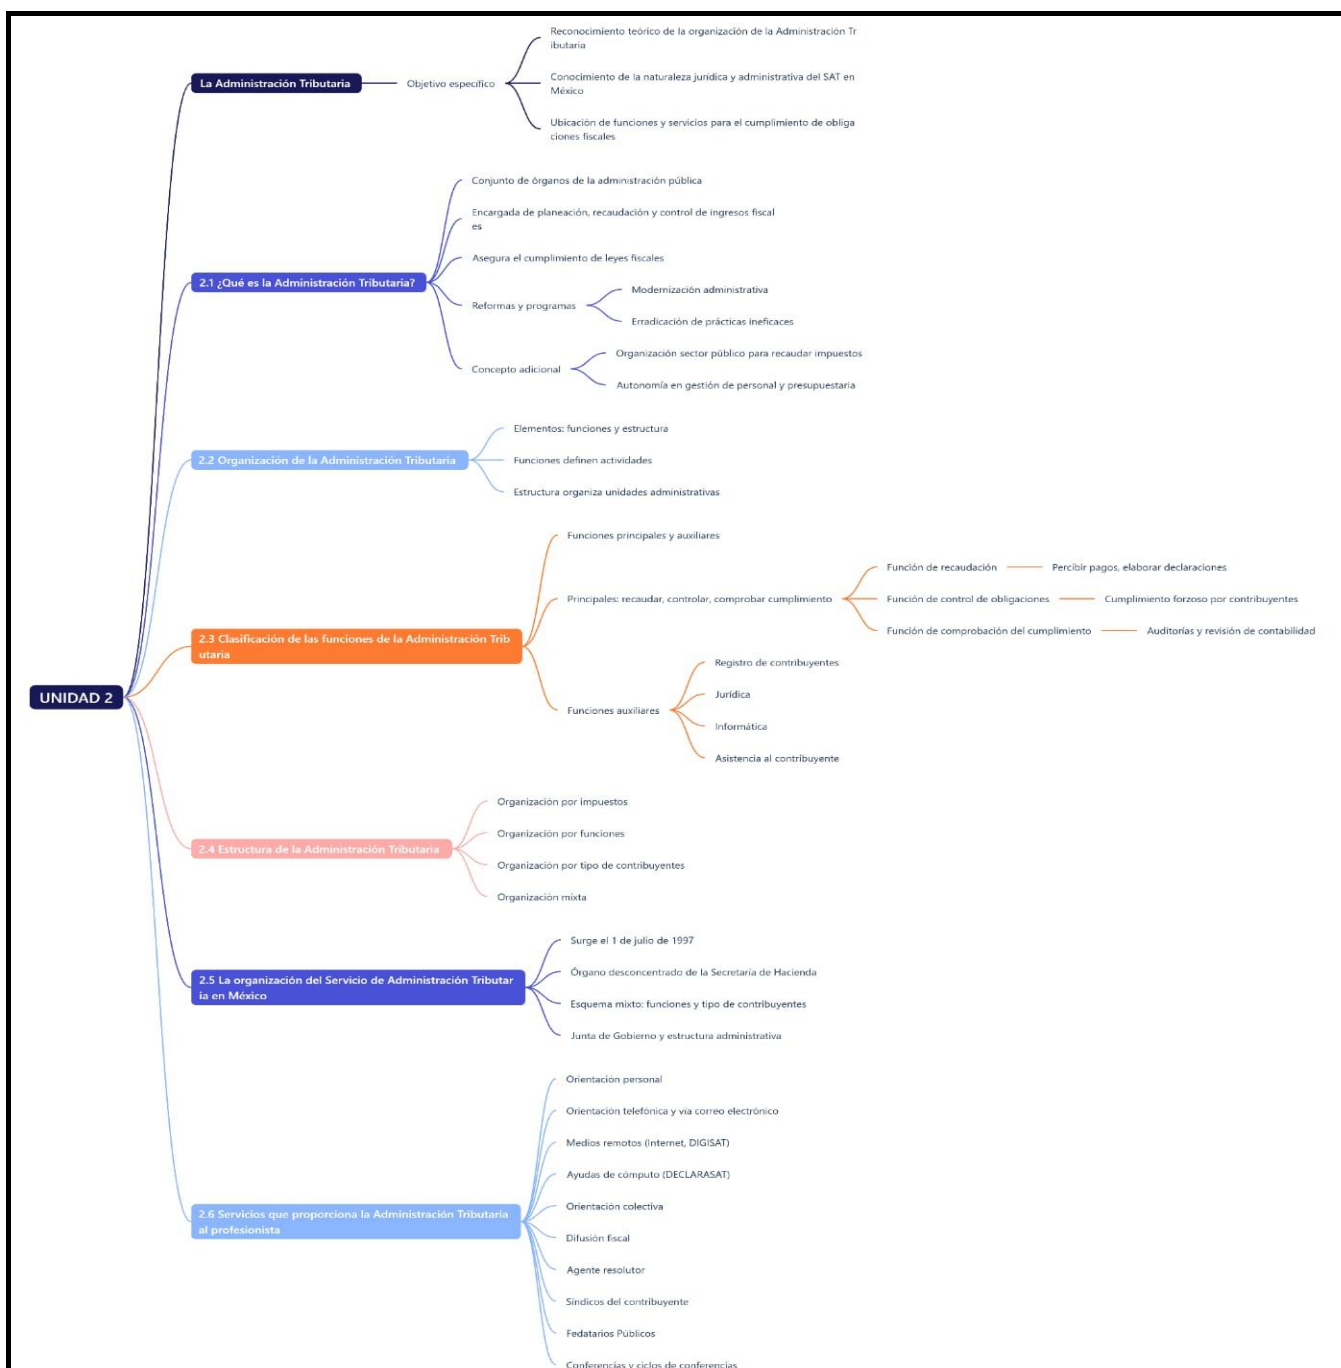 UNIDAD 2
La Administración Tributaria
Objetivo específico
Reconocimiento teórico de la organización de la Administración Tr
ibutaria
Conocimiento de la naturaleza jurídica y administrativa del SAT en
México
Ubicación de funciones y servicios para el cumplimiento de obliga
ciones fiscales
2.1 ¿Qué es la Administración Tributaria?
Conjunto de órganos de la administración pública
Encargada de planeación, recaudación y control de ingresos fiscal
es
Asegura el cumplimiento de leyes fiscales
Reformas y programas
Modernización administrativa
Erradicación de prácticas ineficaces
Concepto adicional
Organización sector público para recaudar impuestos
Autonomía en gestión de personal y presupuestaria
2.2 Organización de la Administración Tributaria
Elementos: funciones y estructura
Funciones definen actividades
Estructura organiza unidades administrativas
2.3 Clasificación de las funciones de la Administración Trib
utaria
Funciones principales y auxiliares
Principales: recaudar, controlar, comprobar cumplimiento
Función de recaudación
Percibir pagos, elaborar declaraciones
Función de control de obligaciones
Cumplimiento forzoso por contribuyentes
Función de comprobación del cumplimiento
Auditorías y revisión de contabilidad
Funciones auxiliares
Registro de contribuyentes
Jurídica
Informática
Asistencia al contribuyente
2.4 Estructura de la Administración Tributaria
Organización por impuestos
Organización por funciones
Organización por tipo de contribuyentes
Organización mixta
2.5 La organización del Servicio de Administración Tributar
ia en México
Surge el 1 de julio de 1997
Órgano desconcentrado de la Secretaría de Hacienda
Esquema mixto: funciones y tipo de contribuyentes
Junta de Gobierno y estructura administrativa
2.6 Servicios que proporciona la Administración Tributaria
al profesionista
Orientación personal
Orientación telefónica y vía correo electrónico
Medios remotos (Internet, DIGISAT)
Ayudas de cómputo (DECLARASAT)
Orientación colectiva
Difusión fiscal
Agente resolutor
Síndicos del contribuyente
Fedatarios Públicos
Conferencias y ciclos de conferencias